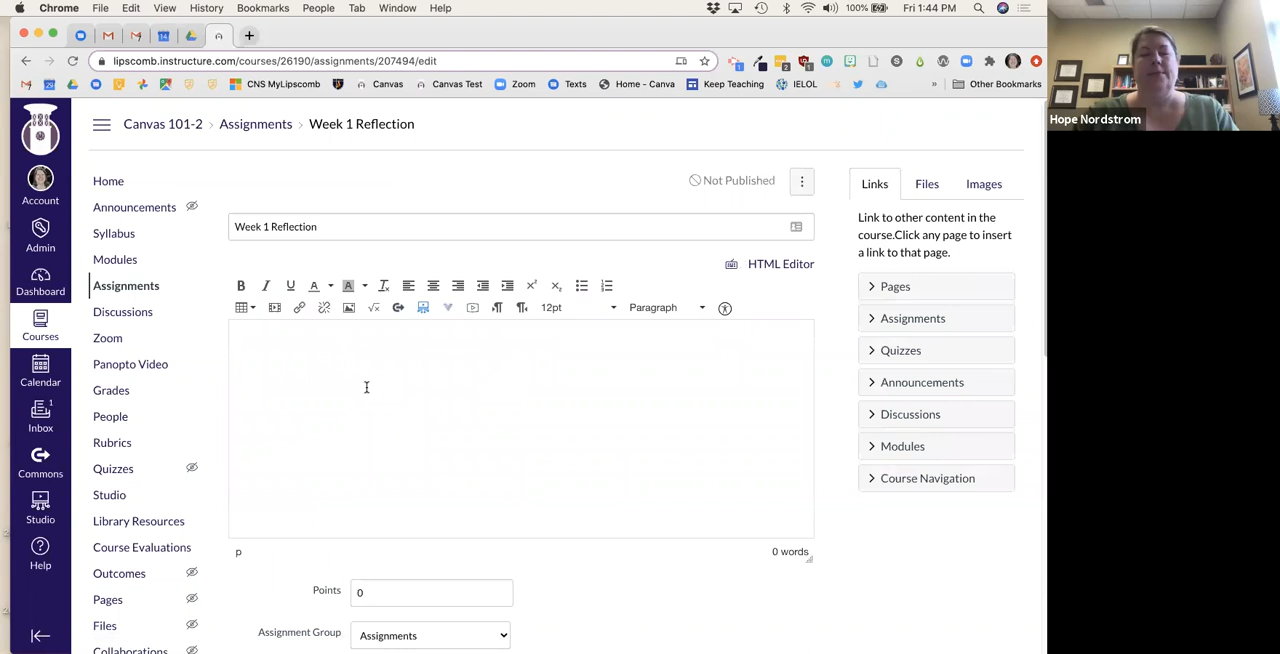 Chrome File Edit View History Bookmarks People Tab Window Help
100% Fri 1:44 PM
14
lipscomb.instructure.com/courses/26190/assignments/207494/edit
CNS MyLipscomb Canvas Canvas Test Zoom Texts Home - Canva Keep Teaching IELOL » Other Bookmarks
Hope Nordstrom
Canvas 101-2 › Assignments › Week 1 Reflection
Account
Admin
Dashboard
Courses
Calendar
1
Inbox
Commons
Studio
Help
Home
Announcements
Syllabus
Modules
Assignments
Discussions
Zoom
Panopto Video
Grades
People
Rubrics
Quizzes
Studio
Library Resources
Course Evaluations
Outcomes
Pages
Files
Collaborations
Not Published
Week 1 Reflection
HTML Editor
B I U A A
12pt Paragraph
p 0 words
Points 0
Assignment Group Assignments
Links Files Images
Link to other content in the
course.Click any page to insert
a link to that page.
Pages
Assignments
Quizzes
Announcements
Discussions
Modules
Course Navigation